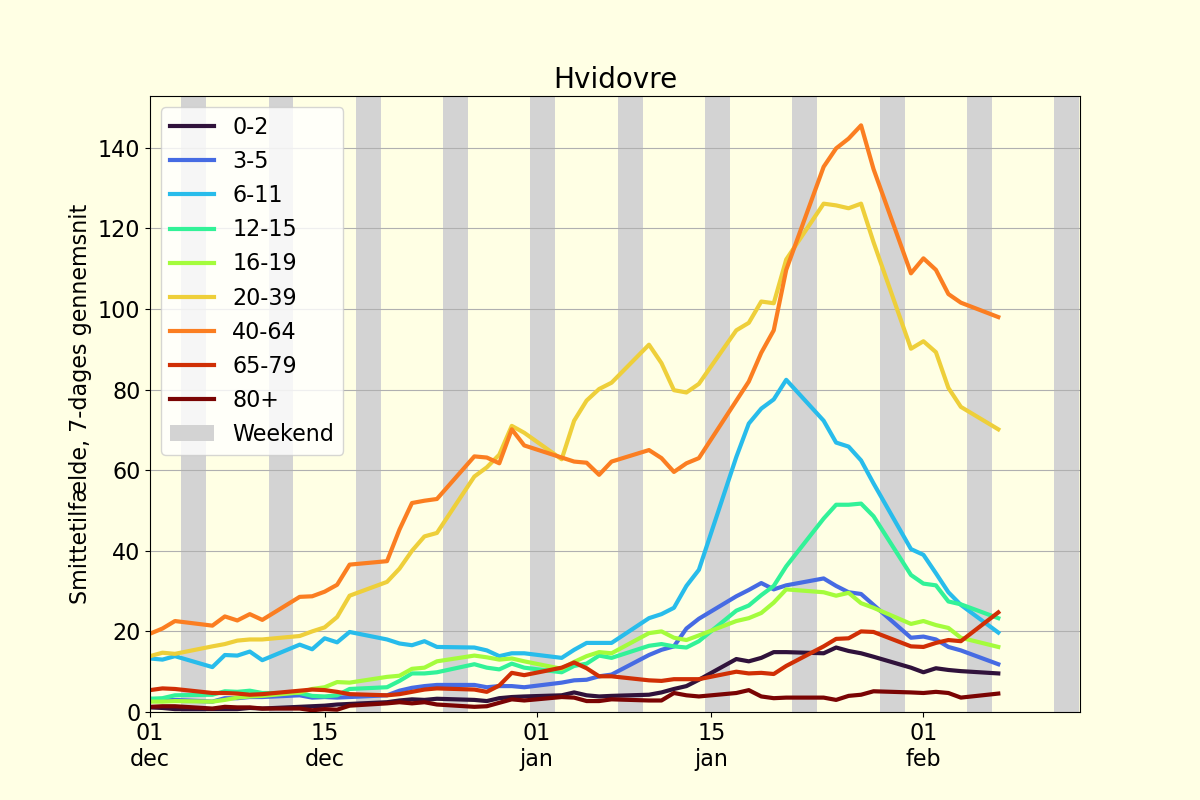 Hvidovre
Smittetilfælde, 7-dages gennemsnit
140
120
100
80
60
40
20
0
0-2
3-5
6-11
12-15
16-19
20-39
40-64
65-79
80+
Weekend
01
dec
15
dec
01
jan
15
jan
01
feb